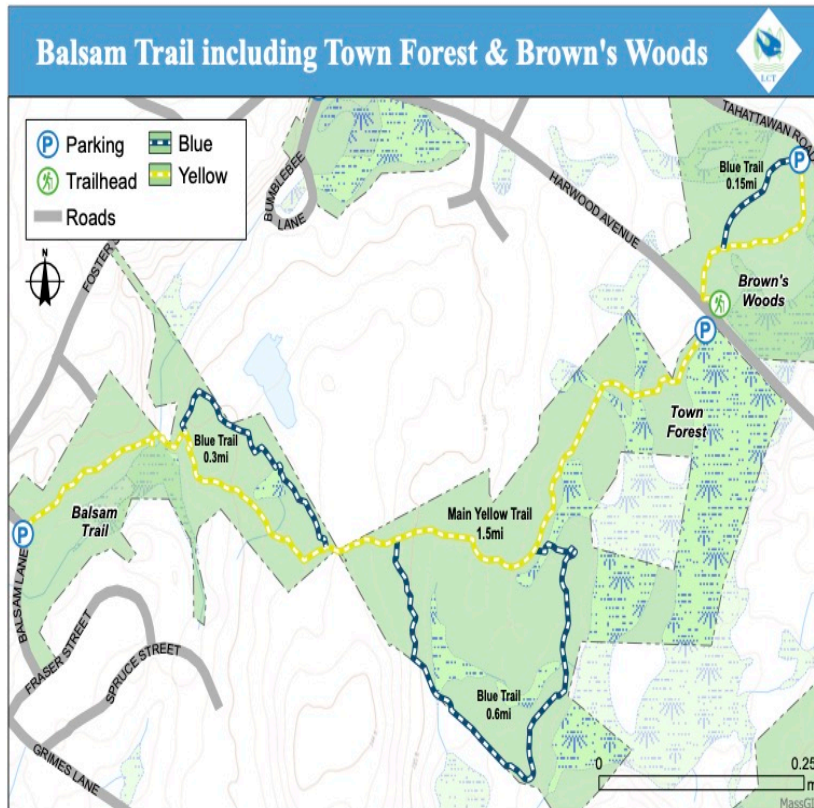 Balsam Trail including Town Forest & Brown's Woods
LCT
P Parking
Blue
Trailhead
Yellow
Roads
N
BUMBLEBEE
LANE
TAHATTAWAN ROAD
HARWOOD AVENUE
P
Blue Trail
0.15mi
FOSTER
Brown's
Woods
P
Town
Forest
Blue Trail
0.3mi
Balsam
Trail
P
Main Yellow Trail
1.5mi
BALSAM LANE
FRASER STREET
SPRUCE STREET
GRIMES LANE
Blue Trail
0.6mi
0
0.25
m
MassG